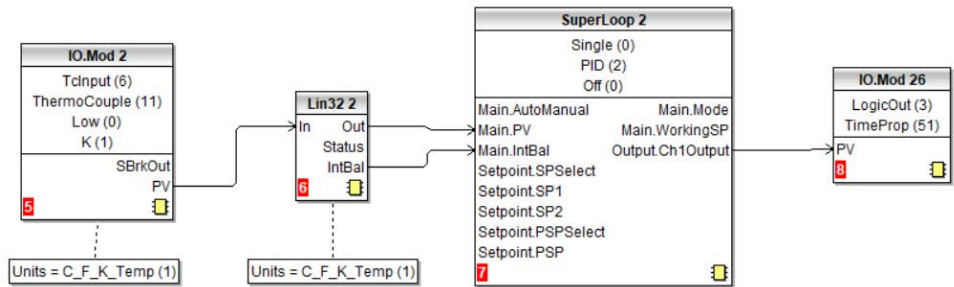 IO.Mod 2
TcInput (6)
ThermoCouple (11)
Low (0)
K (1)
SBrkOut
PV
5
Units = C_F_K_Temp (1)
Lin32 2
In Out
Status
IntBal
6
Units = C_F_K_Temp (1)
SuperLoop 2
Single (0)
PID (2)
Off (0)
Main.AutoManual Main.Mode
Main.PV Main.WorkingSP
Main.IntBal Output.Ch1Output
Setpoint.SPSelect
Setpoint.SP1
Setpoint.SP2
Setpoint.PSPSelect
Setpoint.PSP
7
IO.Mod 26
LogicOut (3)
TimeProp (51)
PV
8